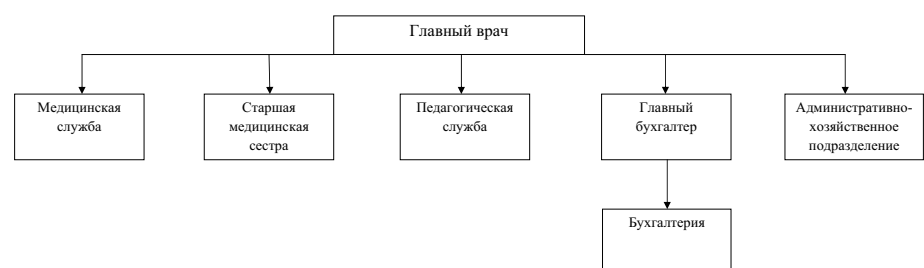 Главный врач
Медицинская
служба
Старшая
медицинская
сестра
Педагогическая
служба
Главный
бухгалтер
Административно-
хозяйственное
подразделение
Бухгалтерия